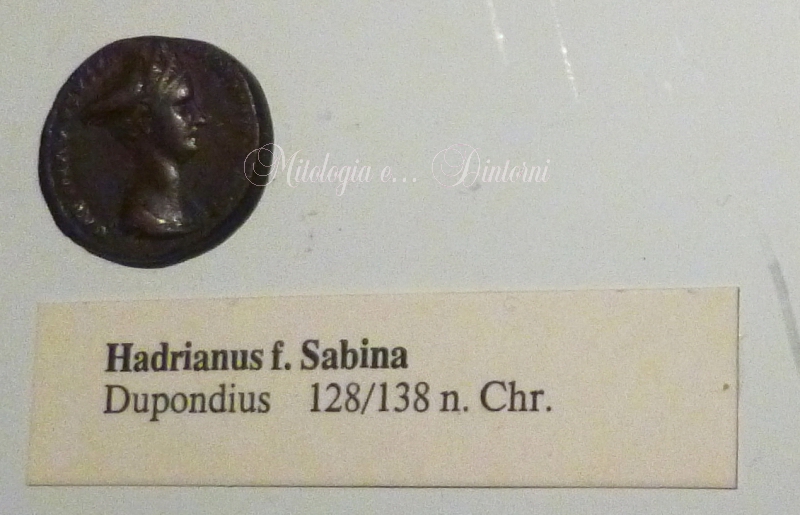 Mitologia e... Dintorni
Hadrianus f. Sabina
Dupondius 128/138 n. Chr.